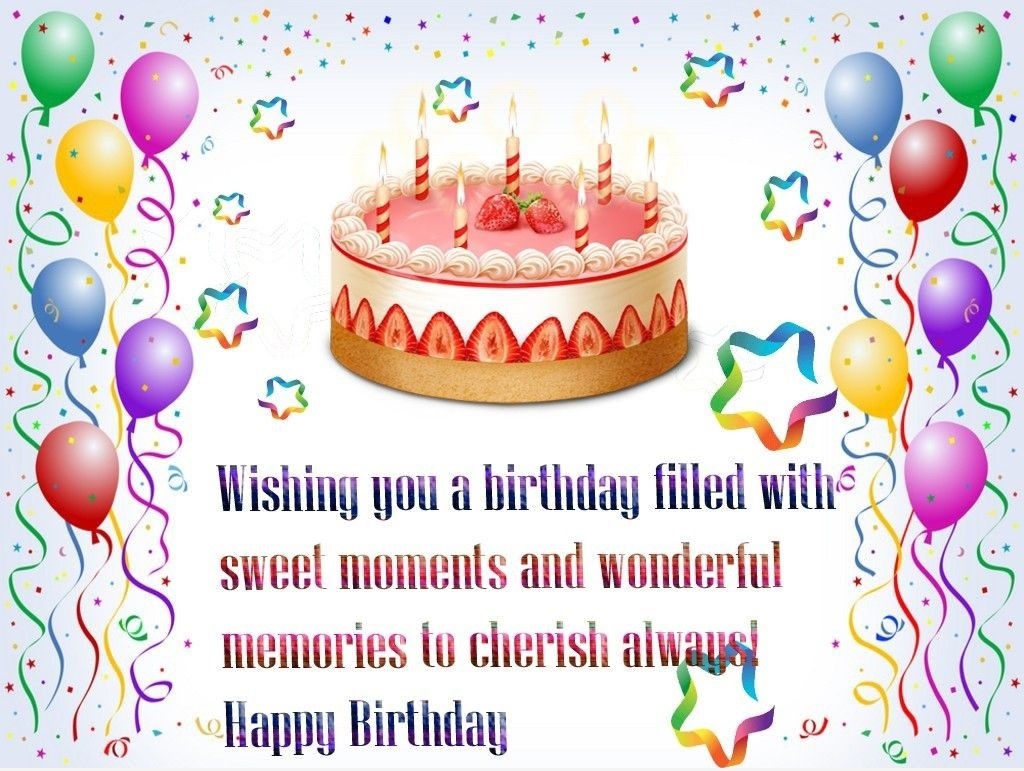 Wishing you a birthday filled with
sweet moments and wonderful
memories to cherish always!
Happy Birthday